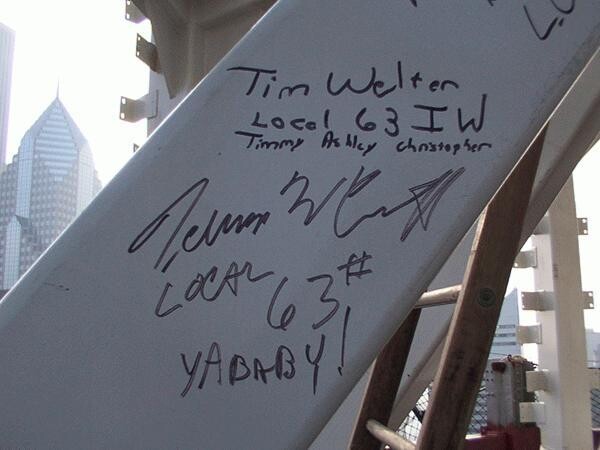 Tim Welter
Local 63 IW
Timmy Ashley Christopher
LOCAL 63#
YABABY!